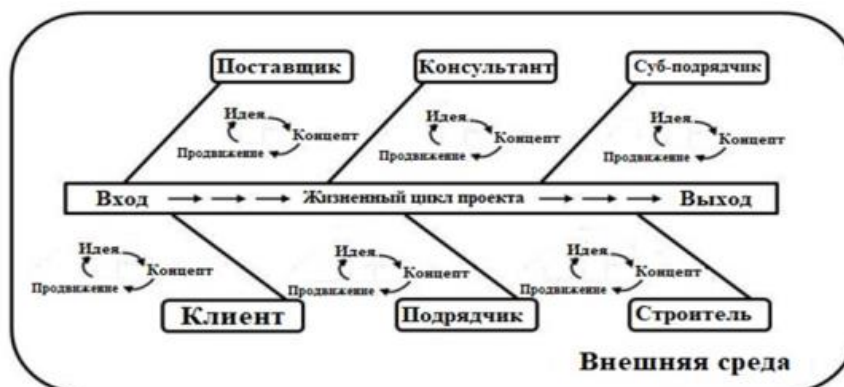 Поставщик
Консультант
Суб-подрядчик
Идея
Концепт
Продвижение
Идея
Концепт
Продвижение
Идея
Концепт
Продвижение
Вход
Жизненный цикл проекта
Выход
Идея
Концепт
Продвижение
Идея
Концепт
Продвижение
Идея
Концепт
Продвижение
Клиент
Подрядчик
Строитель
Внешняя среда